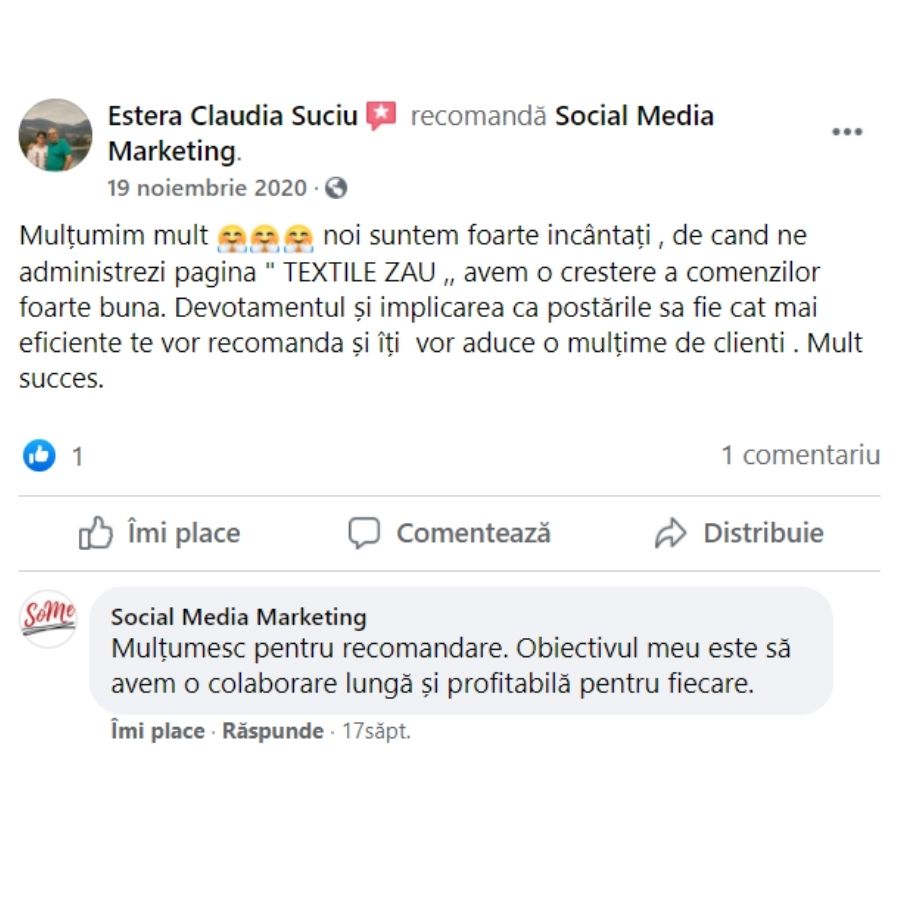 Estera Claudia Suciu recomandă Social Media
Marketing.
19 noiembrie 2020 ·
Mulțumim mult 🤗🤗🤗 noi suntem foarte incântați , de cand ne
administrezi pagina " TEXTILE ZAU ,, avem o crestere a comenzilor
foarte buna. Devotamentul și implicarea ca postările sa fie cat mai
eficiente te vor recomanda și îți  vor aduce o mulțime de clienti . Mult
succes.
1
1 comentariu
Îmi place
Comentează
Distribuie
SoMe
Social Media Marketing
Mulțumesc pentru recomandare. Obiectivul meu este să
avem o colaborare lungă și profitabilă pentru fiecare.
Îmi place · Răspunde · 17săpt.